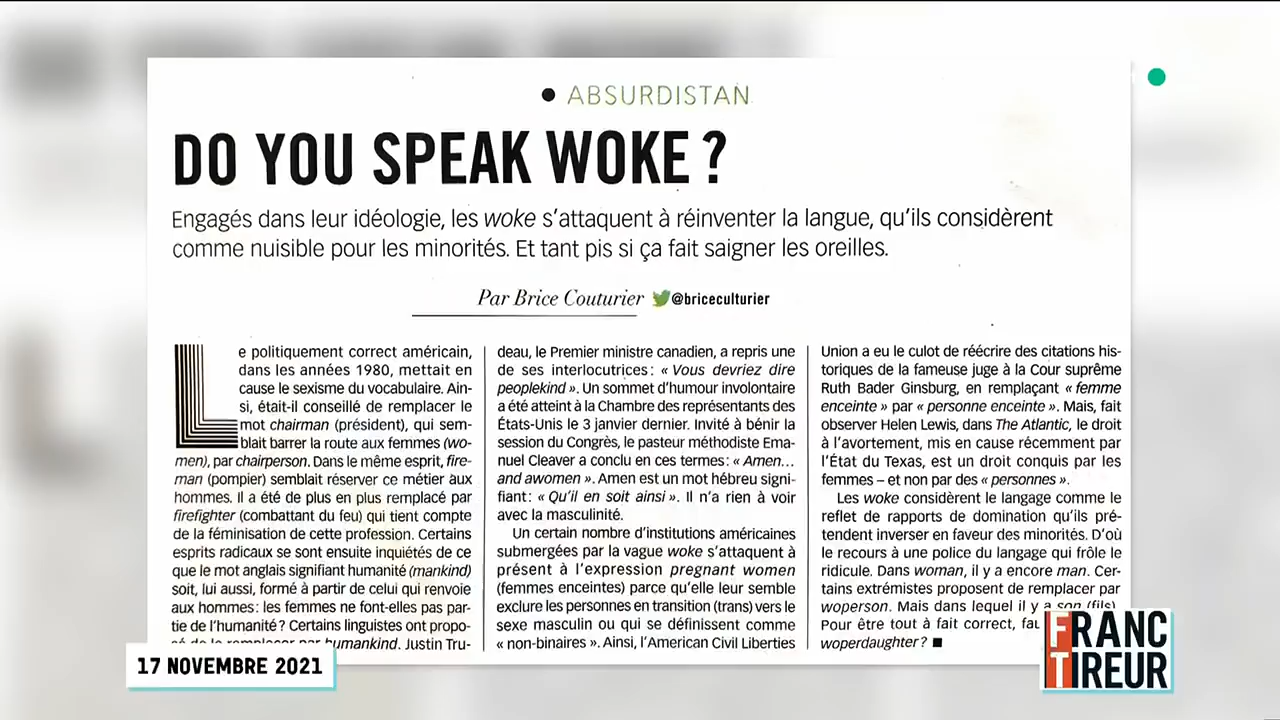 • ABSURDISTAN
DO YOU SPEAK WOKE ?
Engagés dans leur idéologie, les woke s'attaquent à réinventer la langue, qu'ils considèrent
comme nuisible pour les minorités. Et tant pis si ça fait saigner les oreilles.
Par Brice Couturier @briceculturier
Le politiquement correct américain,
dans les années 1980, mettait en
cause le sexisme du vocabulaire. Ain-
si, était-il conseillé de remplacer le
mot chairman (président), qui sem-
blait barrer la route aux femmes (wo-
men), par chairperson. Dans le même esprit, fire-
man (pompier) semblait réserver ce métier aux
hommes. Il a été de plus en plus remplacé par
firefighter (combattant du feu) qui tient compte
de la féminisation de cette profession. Certains
esprits radicaux se sont ensuite inquiétés de ce
que le mot anglais signifiant humanité (mankind)
soit, lui aussi, formé à partir de celui qui renvoie
aux hommes : les femmes ne font-elles pas par-
tie de l'humanité ? Certains linguistes ont propo-
sé de le remplacer par humankind. Justin Tru-
deau, le Premier ministre canadien, a repris une
de ses interlocutrices : « Vous devriez dire
peoplekind ». Un sommet d'humour involontaire
a été atteint à la Chambre des représentants des
États-Unis le 3 janvier dernier. Invité à bénir la
session du Congrès, le pasteur méthodiste Ema-
nuel Cleaver a conclu en ces termes : « Amen...
and awomen ». Amen est un mot hébreu signi-
fiant : « Qu'il en soit ainsi ». Il n'a rien à voir
avec la masculinité.
Un certain nombre d'institutions américaines
submergées par la vague woke s'attaquent à
présent à l'expression pregnant women
(femmes enceintes) parce qu'elle leur semble
exclure les personnes en transition (trans) vers le
sexe masculin ou qui se définissent comme
« non-binaires ». Ainsi, l'American Civil Liberties
Union a eu le culot de réécrire des citations his-
toriques de la fameuse juge à la Cour suprême
Ruth Bader Ginsburg, en remplaçant « femme
enceinte » par « personne enceinte ». Mais, fait
observer Helen Lewis, dans The Atlantic, le droit
à l'avortement, mis en cause récemment par
l'État du Texas, est un droit conquis par les
femmes – et non par des « personnes ».
Les woke considèrent le langage comme le
reflet de rapports de domination qu'ils pré-
tendent inverser en faveur des minorités. D'où
le recours à une police du langage qui frôle le
ridicule. Dans woman, il y a encore man. Cer-
tains extrémistes proposent de remplacer par
woperson. Mais dans lequel il y a son (fils).
Pour être tout à fait correct,
woperdaughter ? ■
17 NOVEMBRE 2021
FRANC
TIREUR